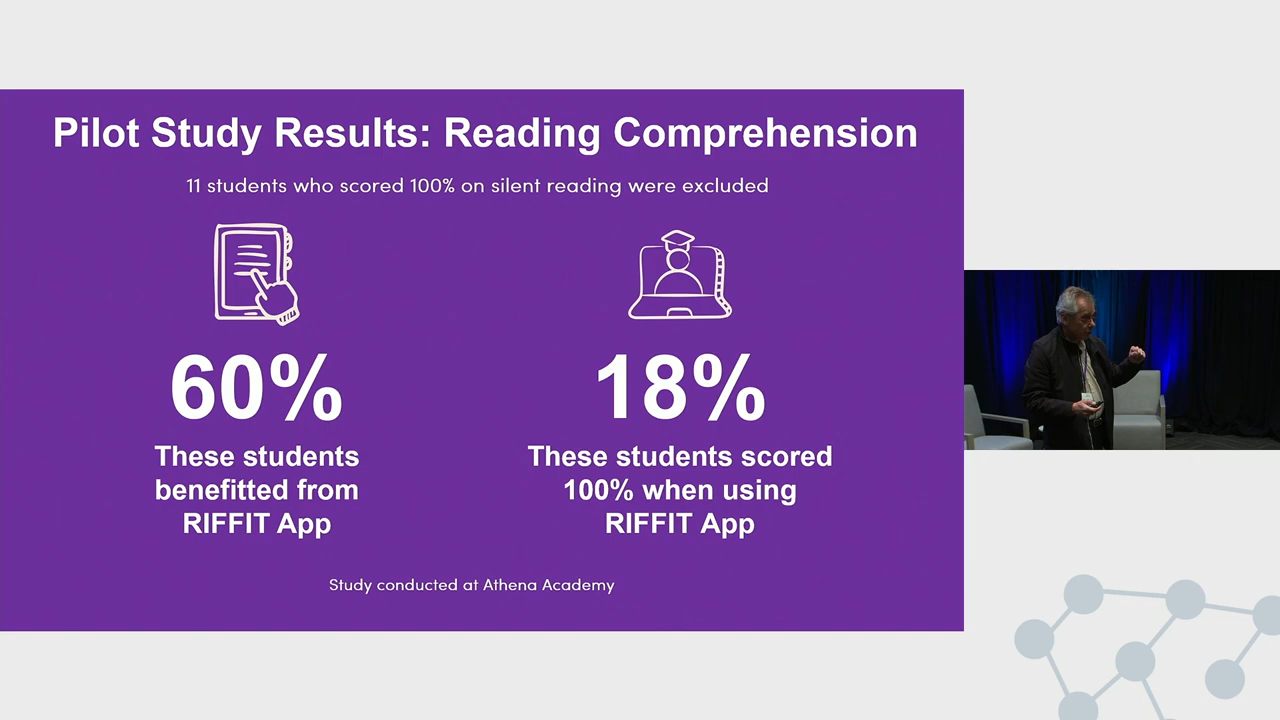 Pilot Study Results: Reading Comprehension
11 students who scored 100% on silent reading were excluded
60%
These students
benefitted from
RIFFIT App
18%
These students scored
100% when using
RIFFIT App
Study conducted at Athena Academy